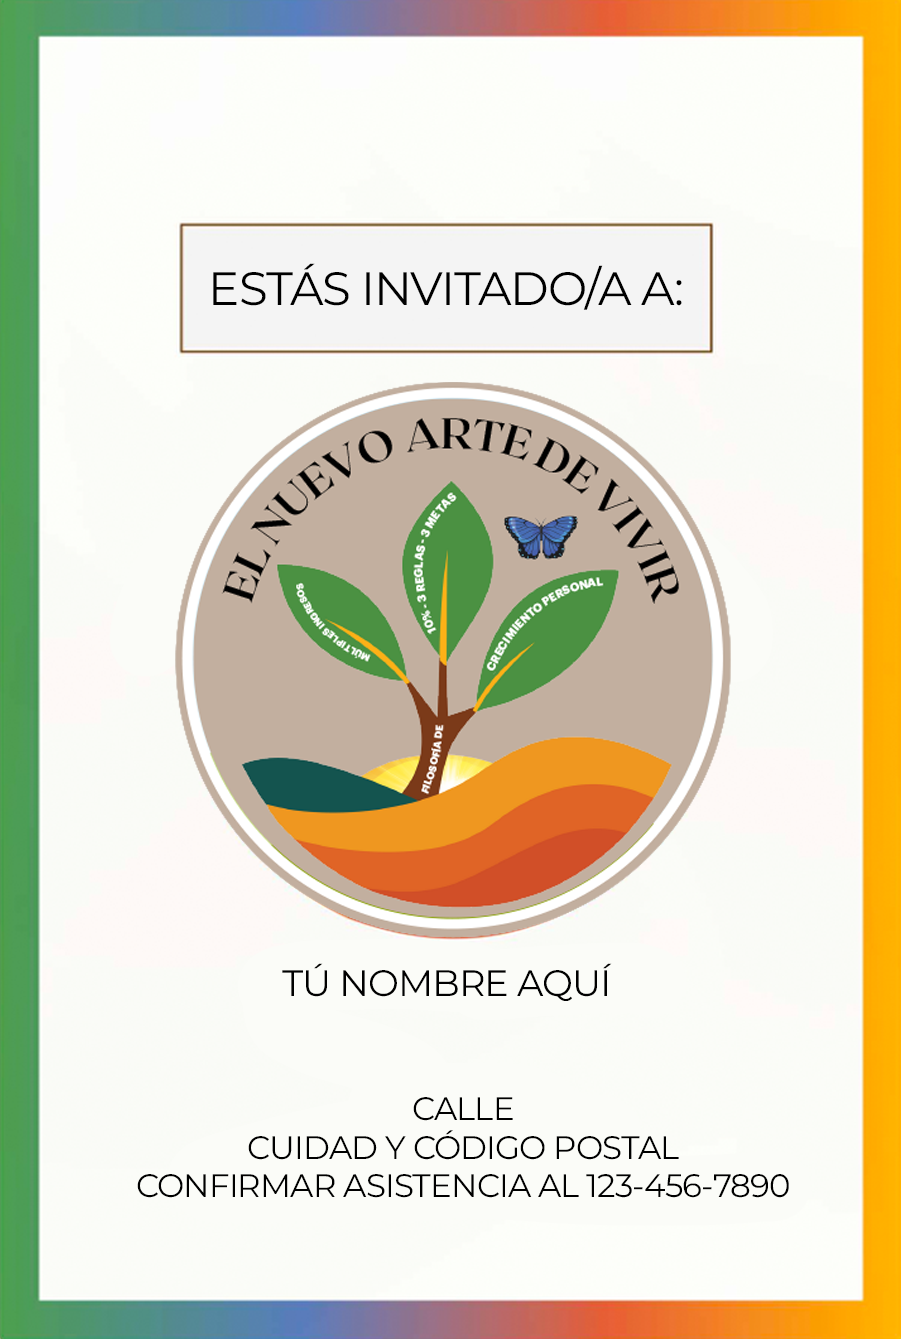 ESTÁS INVITADO/A A:
EL NUEVO ARTE DE VIVIR
MÚLTIPLES INGRESOS
10% - 3 REGLAS - 3 METAS
CRECIMIENTO PERSONAL
FILOSOFÍA DE
TÚ NOMBRE AQUÍ
CALLE
CUIDAD Y CÓDIGO POSTAL
CONFIRMAR ASISTENCIA AL 123-456-7890